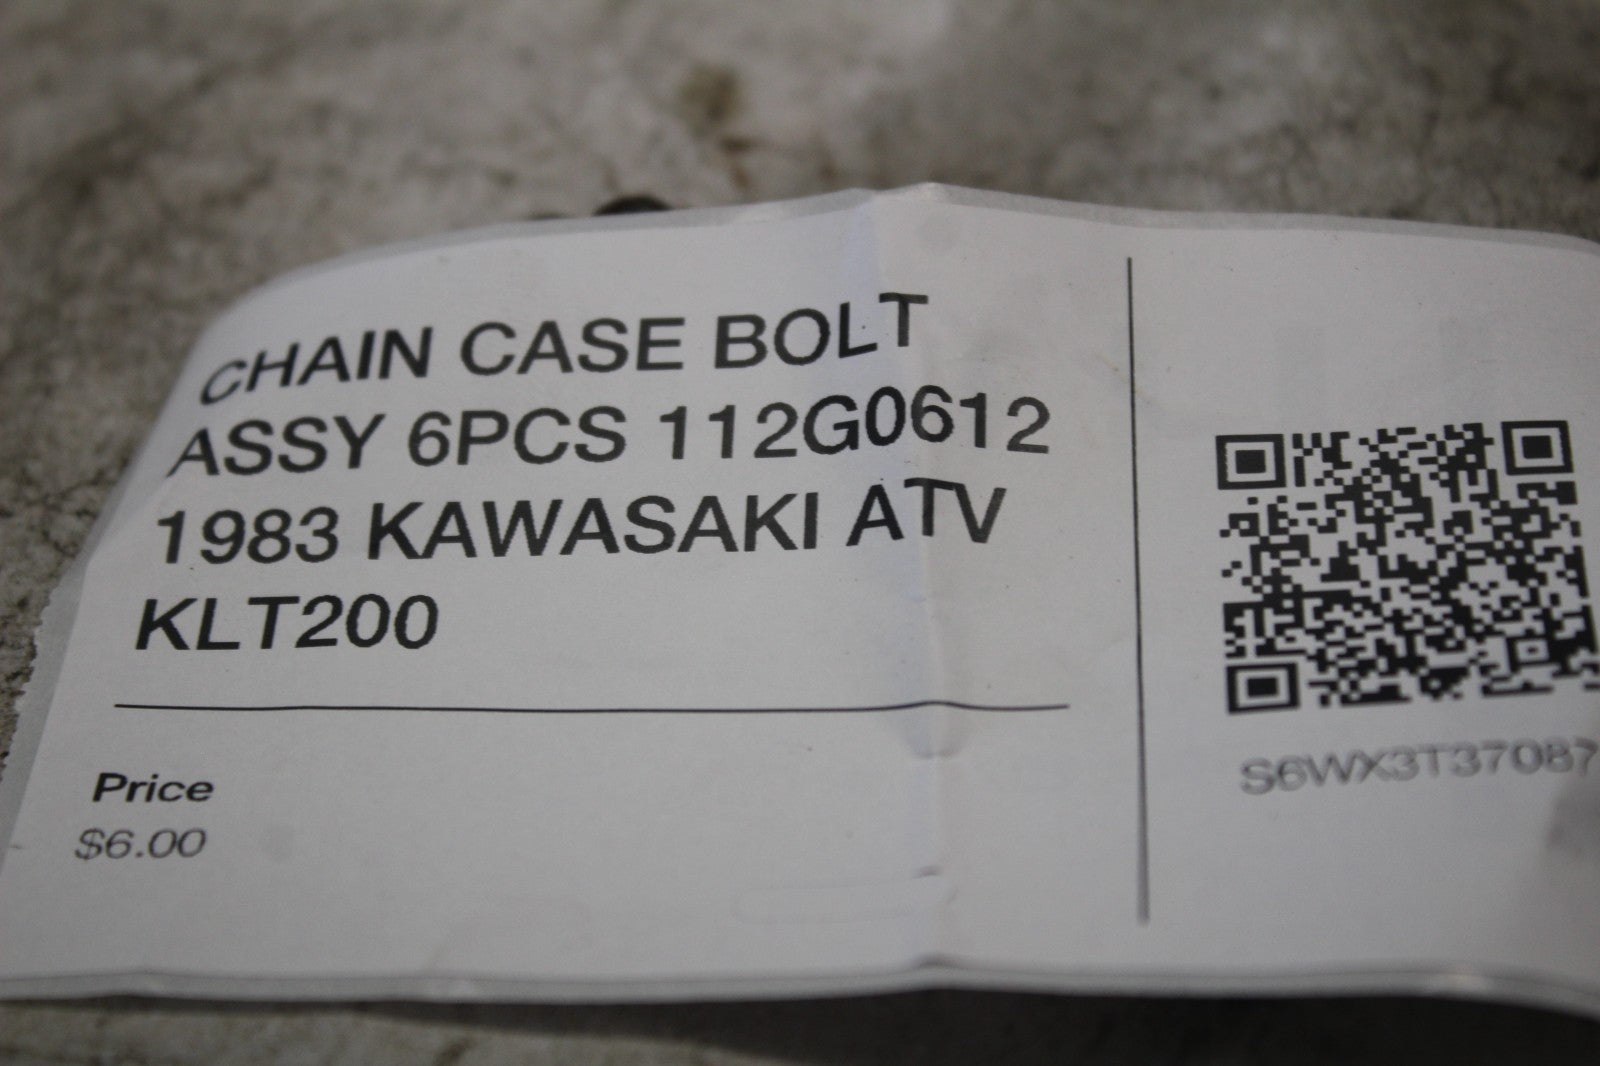 CHAIN CASE BOLT
ASSY 6PCS 112G0612
1983 KAWASAKI ATV
KLT200
Price
$6.00
S6WX3T37087